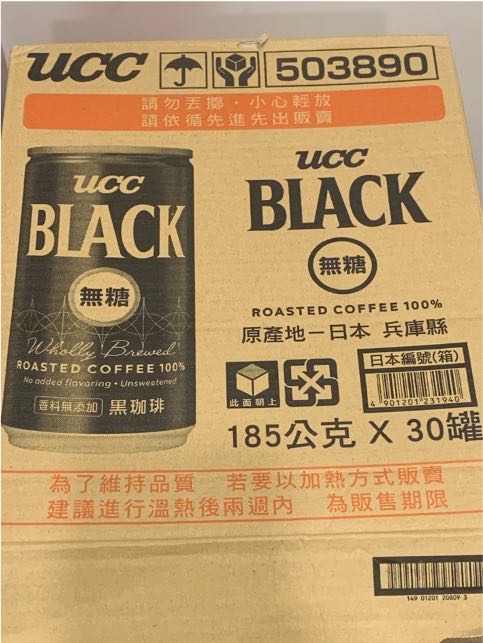 UCC 503890
請勿丟擲·小心輕放
請依循先進先出販賣
UCC
BLACK
無糖
Wholly Brewed
ROASTED COFFEE 100%
No added flavoring • Unsweetened
香料無添加 黑珈琲
UCC
BLACK
無糖
ROASTED COFFEE 100%
原產地－日本 兵庫縣
日本編號(箱)
4 901201 231940
此面朝上
185公克 X 30罐
為了維持品質 若要以加熱方式販賣
建議進行溫熱後兩週內 為販售期限
149 01201 20809 3